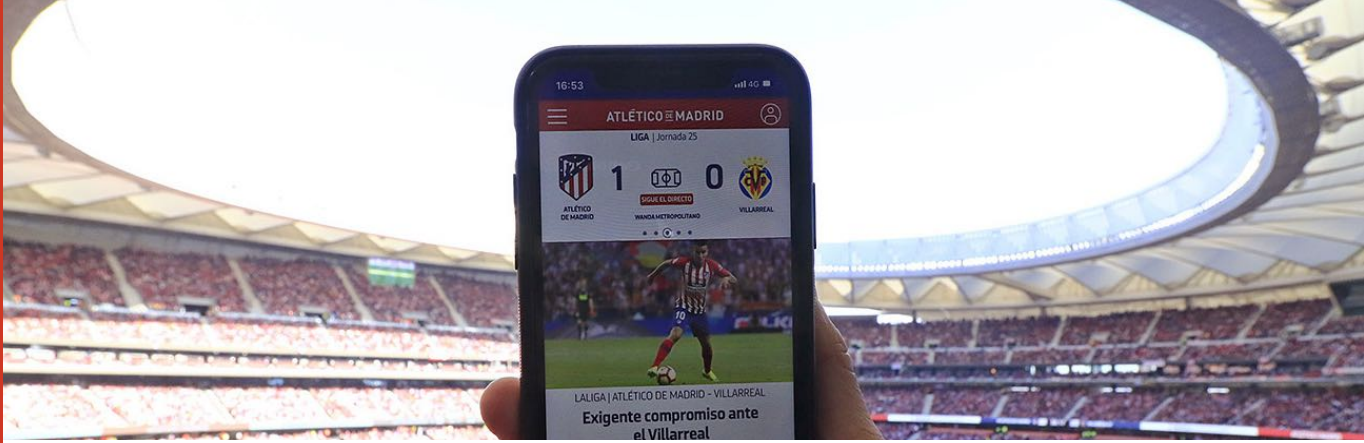 16:53
4G
ATLÉTICO DE MADRID
LIGA | Jornada 25
1
0
SIGUE EL DIRECTO
ATLÉTICO
DE MADRID
WANDA METROPOLITANO
VILLARREAL
10
LALIGA | ATLÉTICO DE MADRID - VILLARREAL
Exigente compromiso ante
el Villarreal